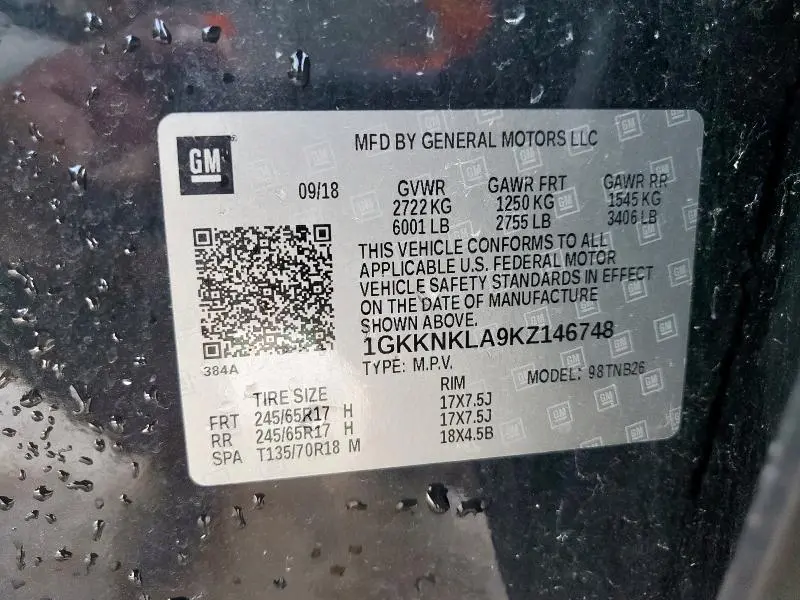 GM
MFD BY GENERAL MOTORS LLC
09/18
GVWR GAWR FRT GAWR RR
2722 KG 1250 KG 1545 KG
6001 LB 2755 LB 3406 LB
THIS VEHICLE CONFORMS TO ALL
APPLICABLE U.S. FEDERAL MOTOR
VEHICLE SAFETY STANDARDS IN EFFECT
ON THE DATE OF MANUFACTURE
SHOWN ABOVE.
1GKKNKLA9KZ146748
TYPE: M.P.V. MODEL: 98TNB26
384A
TIRE SIZE RIM
FRT 245/65R17 H 17X7.5J
RR 245/65R17 H 17X7.5J
SPA T135/70R18 M 18X4.5B